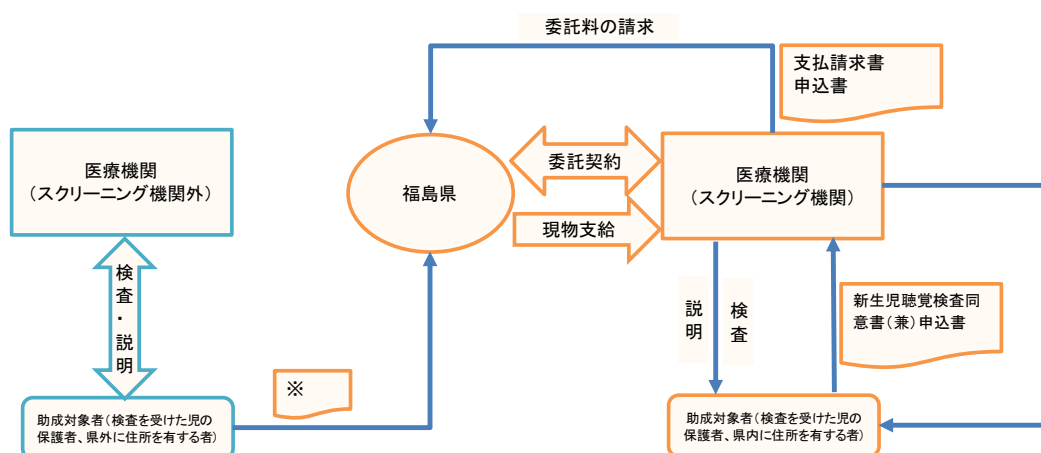 委託料の請求
支払請求書
申込書
医療機関
（スクリーニング機関外）
福島県
委託契約
現物支給
医療機関
（スクリーニング機関）
検査・説明
説明
検査
新生児聴覚検査同
意書（兼）申込書
※
助成対象者（検査を受けた児の
保護者、県外に住所を有する者）
助成対象者（検査を受けた児の
保護者、県内に住所を有する者）